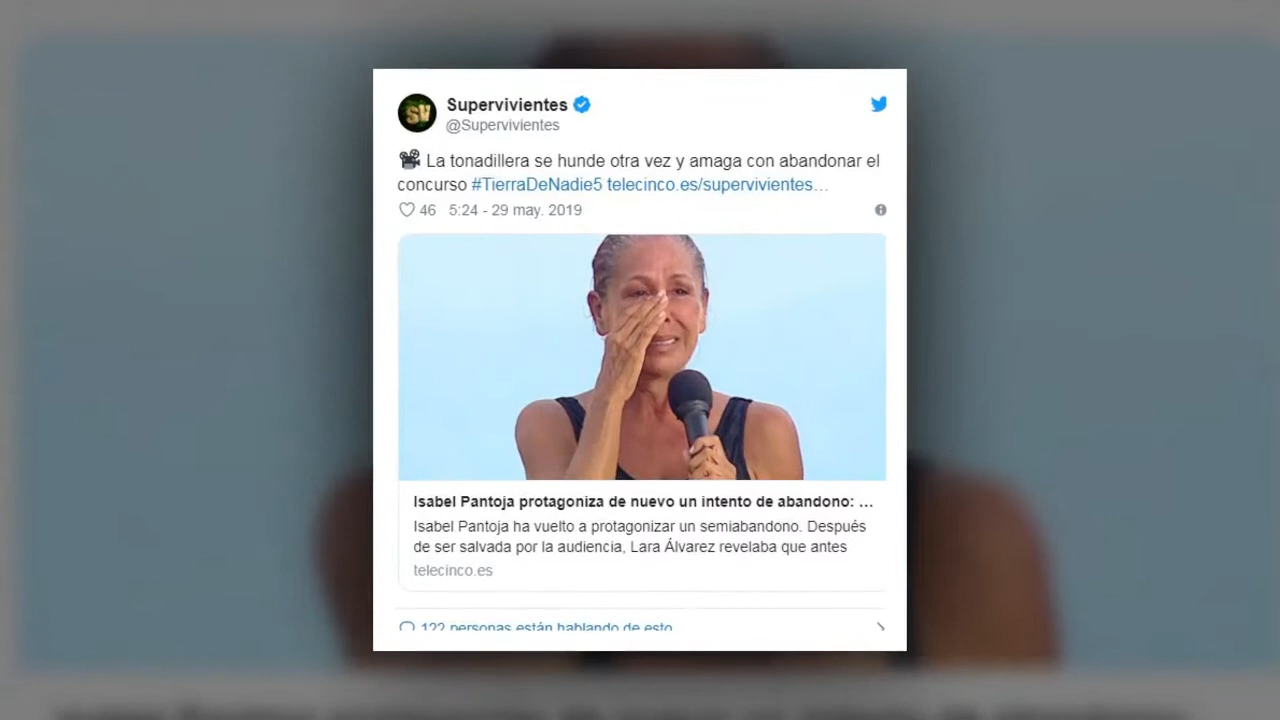 Supervivientes
@Supervivientes
La tonadillera se hunde otra vez y amaga con abandonar el
concurso #TierraDeNadie5 telecinco.es/supervivientes…
46 5:24 - 29 may. 2019
Isabel Pantoja protagoniza de nuevo un intento de abandono: ...
Isabel Pantoja ha vuelto a protagonizar un semiabandono. Después
de ser salvada por la audiencia, Lara Álvarez revelaba que antes
telecinco.es
122 personas están hablando de esto